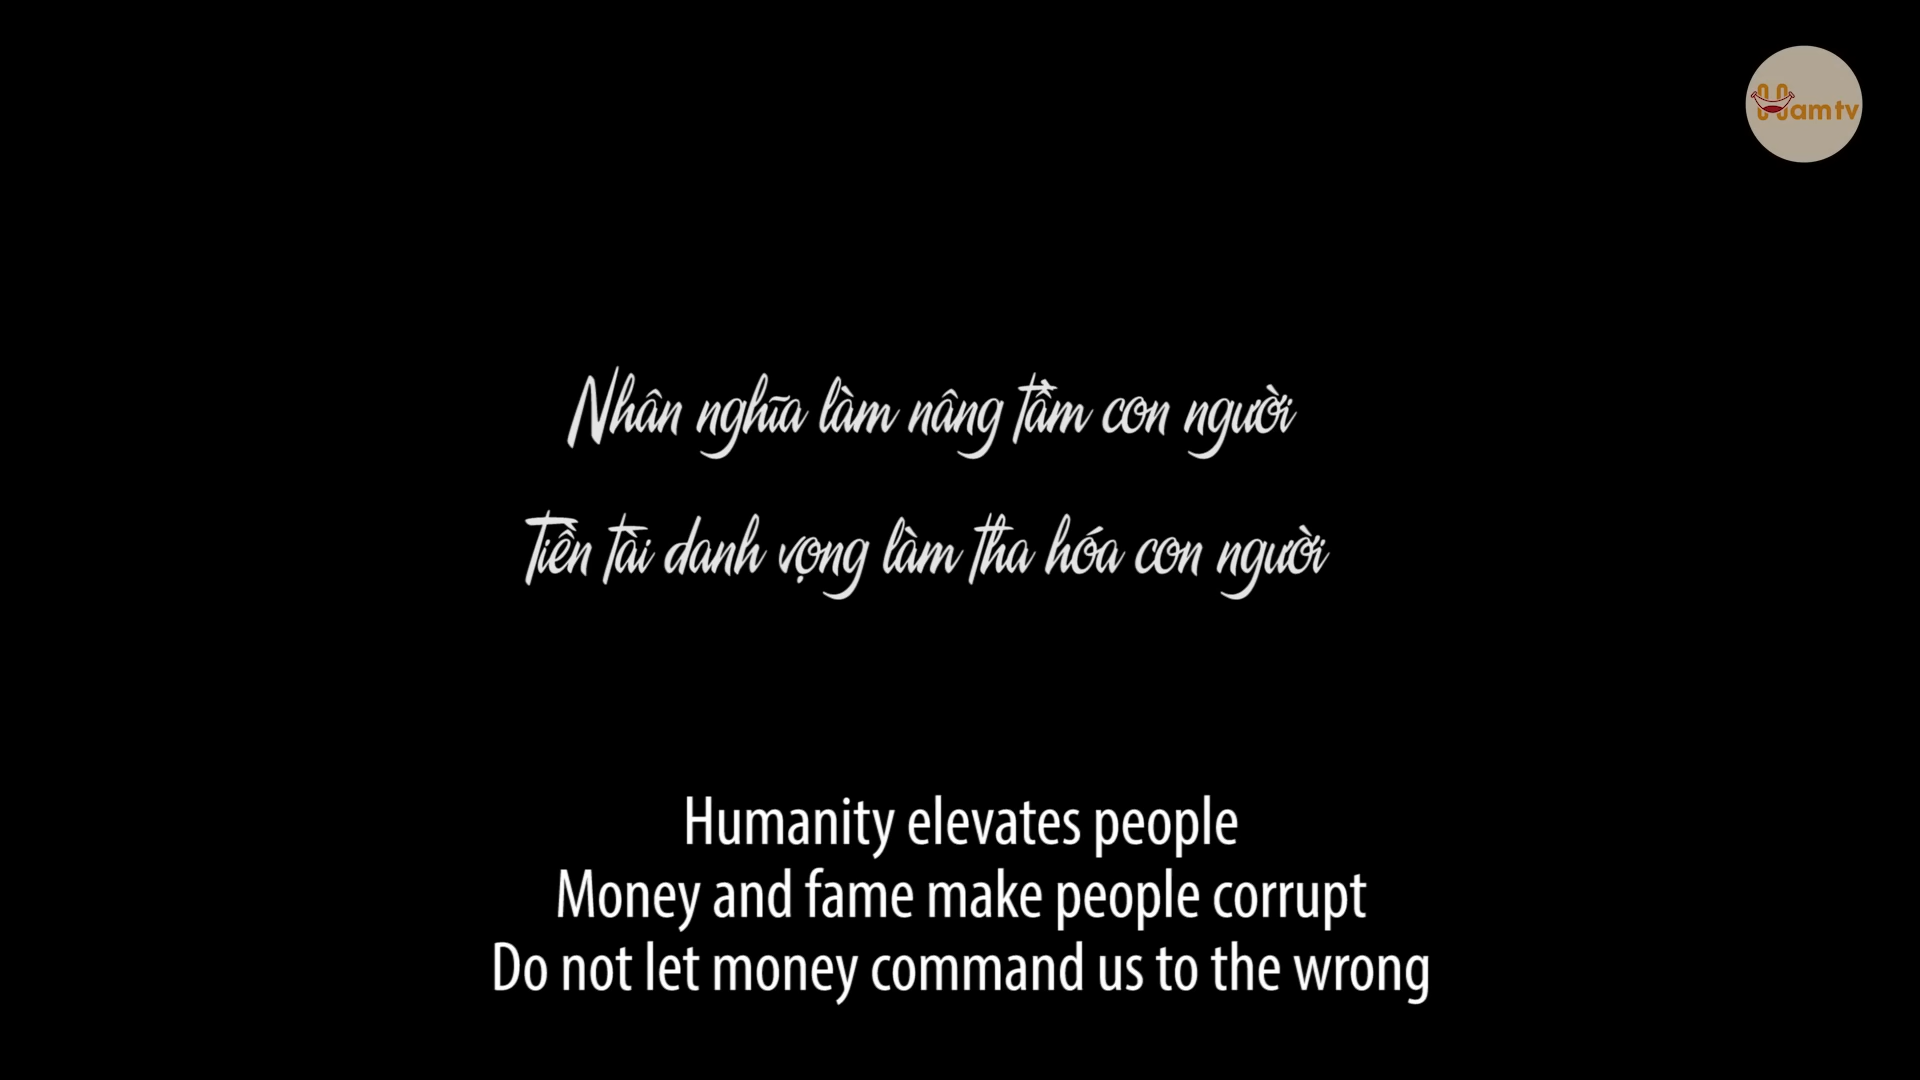 Hamtv
Nhân nghĩa làm nâng tầm con người
Tiền tài danh vọng làm tha hóa con người
Humanity elevates people
Money and fame make people corrupt
Do not let money command us to the wrong